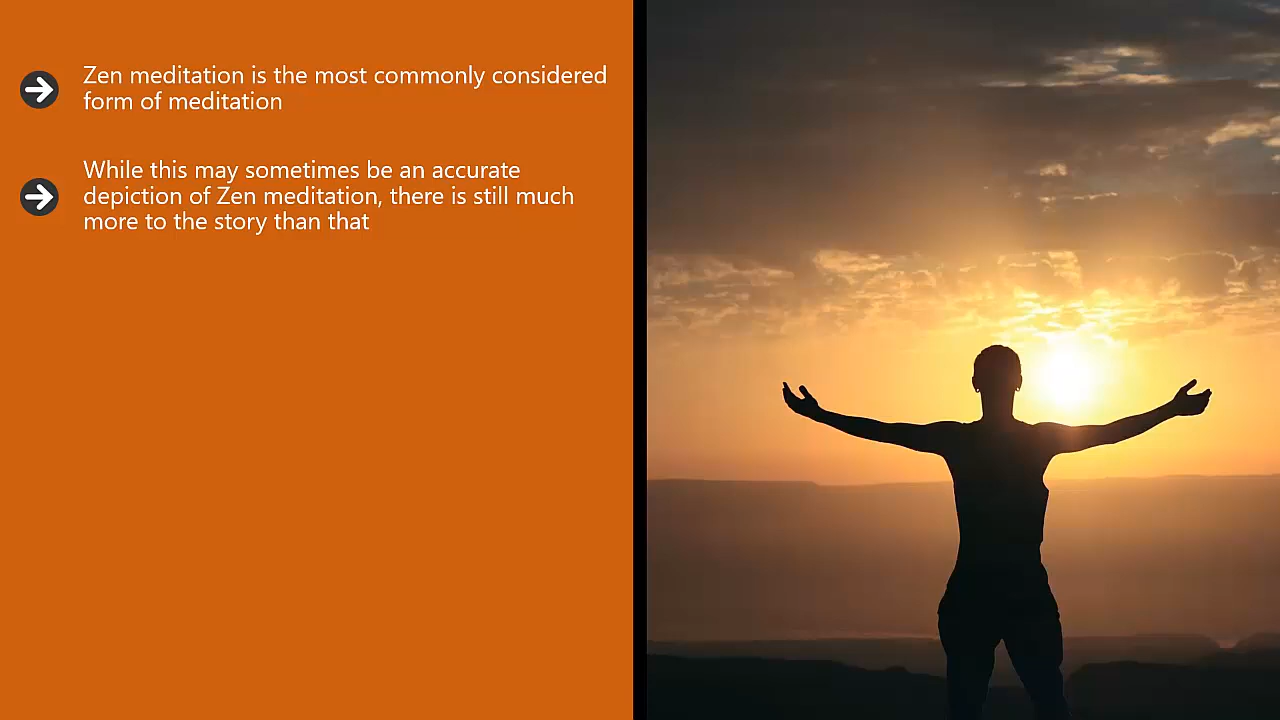 Zen meditation is the most commonly considered
form of meditation
While this may sometimes be an accurate
depiction of Zen meditation, there is still much
more to the story than that